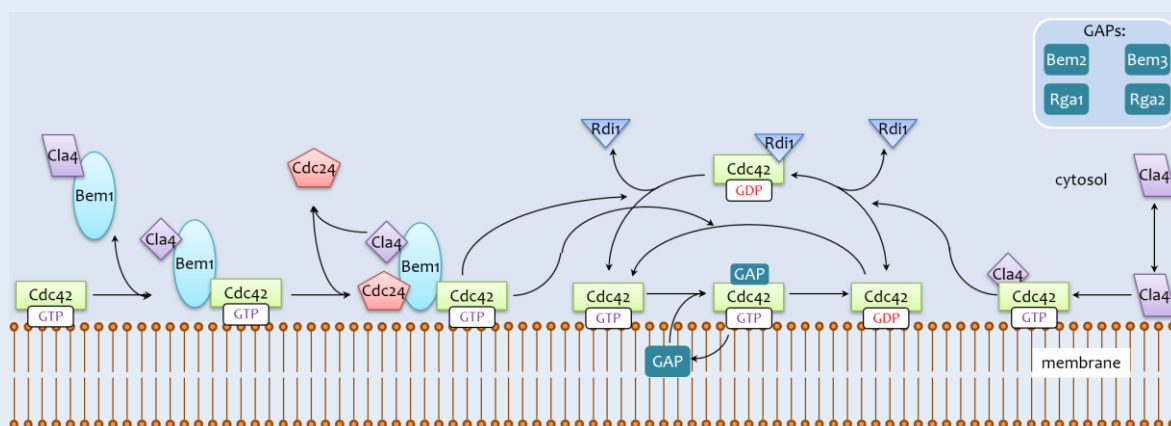 GAPs:
Bem2 Bem3
Rga1 Rga2
Cla4
Bem1
Cdc42
GTP
Cla4
Bem1
Cdc42
GTP
Cdc24
Cla4
Bem1
Cdc24
Cdc42
GTP
Rdi1
Rdi1
Cdc42
GDP
Rdi1
Cdc42
GTP
GAP
Cdc42
GTP
GAP
Cdc42
GDP
cytosol
Cla4
Cla4
Cdc42
GTP
Cla4
membrane